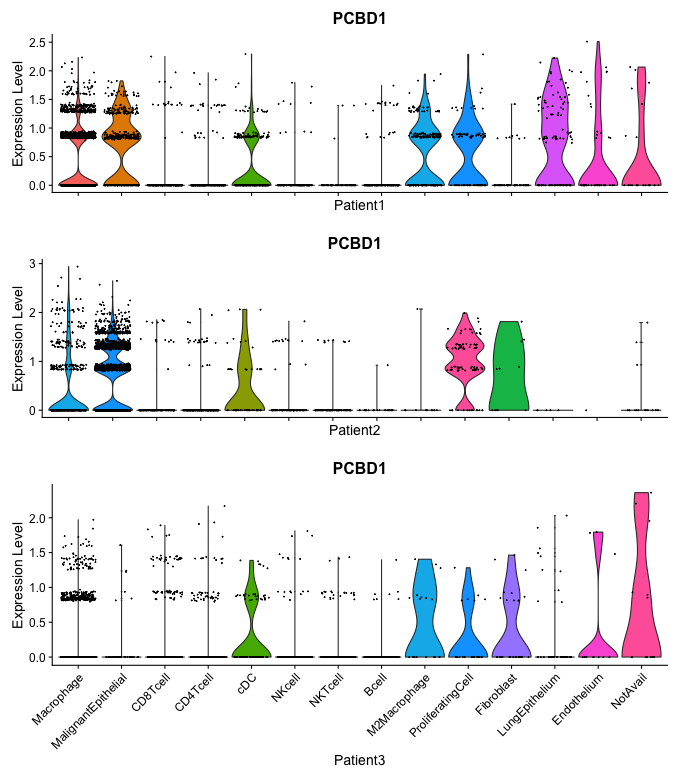 PCBD1
Expression Level
2.5
2.0
1.5
1.0
0.5
0.0
Patient1
PCBD1
Expression Level
3
2
1
0
Patient2
PCBD1
Expression Level
2.0
1.5
1.0
0.5
0.0
Macrophage
MalignantEpithelial
CD8Tcell
CD4Tcell
cDC
NKcell
NKTcell
Bcell
M2Macrophage
ProliferatingCell
Fibroblast
LungEpithelium
Endothelium
NotAvail
Patient3